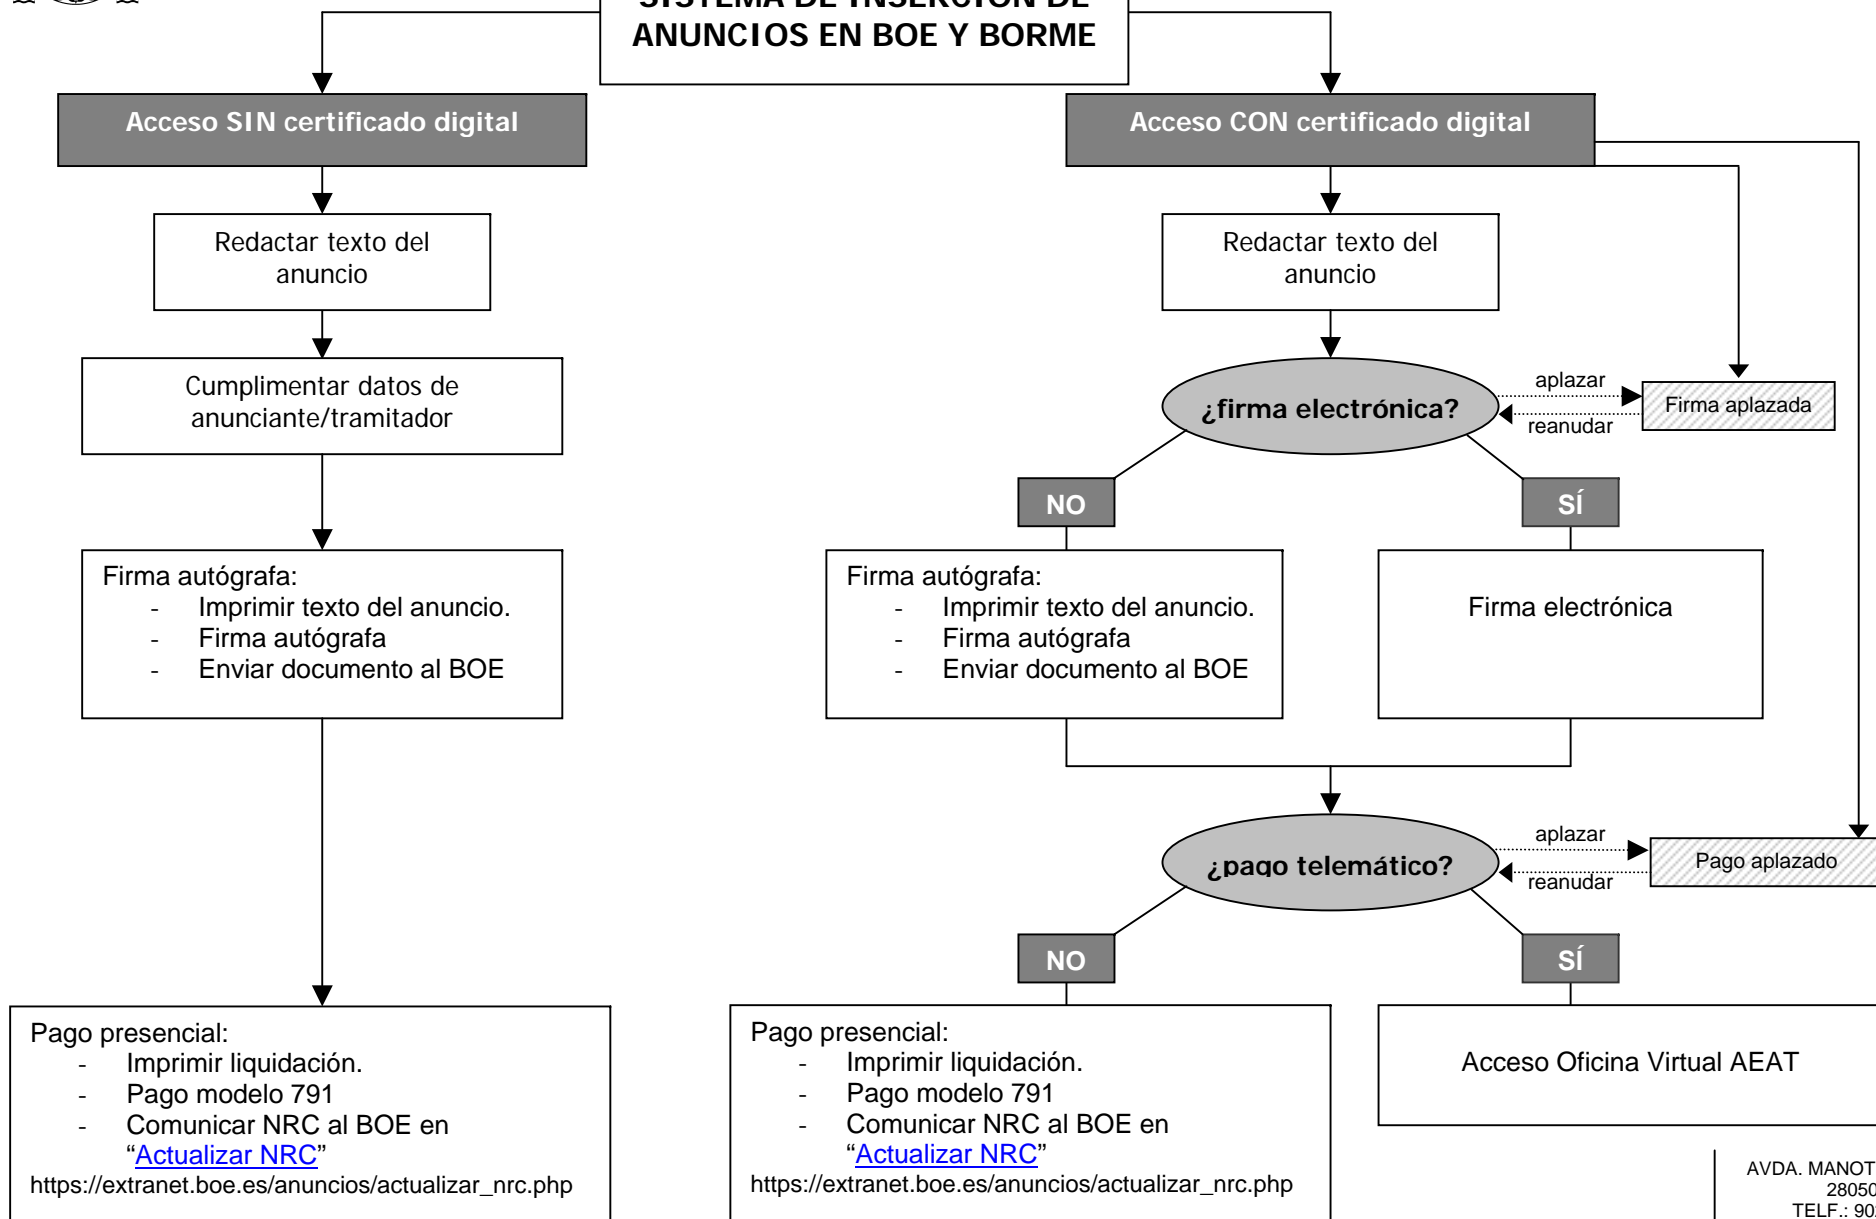 SISTEMA DE INSERCIÓN DE
ANUNCIOS EN BOE Y BORME
Acceso SIN certificado digital
Redactar texto del
anuncio
Cumplimentar datos de
anunciante/tramitador
Firma autógrafa:
- Imprimir texto del anuncio.
- Firma autógrafa
- Enviar documento al BOE
Pago presencial:
- Imprimir liquidación.
- Pago modelo 791
- Comunicar NRC al BOE en
“Actualizar NRC”
https://extranet.boe.es/anuncios/actualizar_nrc.php
Acceso CON certificado digital
Redactar texto del
anuncio
¿firma electrónica?
aplazar
reanudar
Firma aplazada
NO
SÍ
Firma autógrafa:
- Imprimir texto del anuncio.
- Firma autógrafa
- Enviar documento al BOE
Firma electrónica
¿pago telemático?
aplazar
reanudar
Pago aplazado
NO
SÍ
Pago presencial:
- Imprimir liquidación.
- Pago modelo 791
- Comunicar NRC al BOE en
“Actualizar NRC”
https://extranet.boe.es/anuncios/actualizar_nrc.php
Acceso Oficina Virtual AEAT
AVDA. MANOT
28050
TELF.: 90